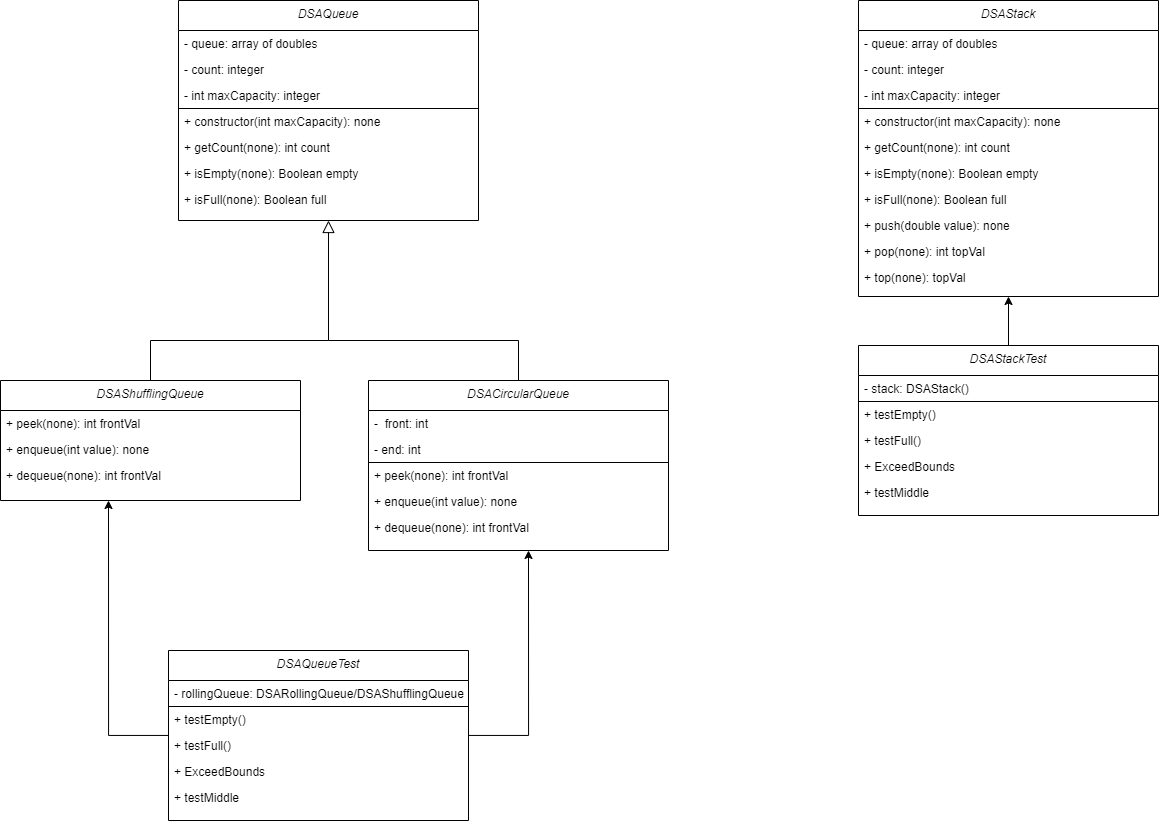 DSAQueue
- queue: array of doubles
- count: integer
- int maxCapacity: integer
+ constructor(int maxCapacity): none
+ getCount(none): int count
+ isEmpty(none): Boolean empty
+ isFull(none): Boolean full
DSAStack
- queue: array of doubles
- count: integer
- int maxCapacity: integer
+ constructor(int maxCapacity): none
+ getCount(none): int count
+ isEmpty(none): Boolean empty
+ isFull(none): Boolean full
+ push(double value): none
+ pop(none): int topVal
+ top(none): topVal
DSAShufflingQueue
+ peek(none): int frontVal
+ enqueue(int value): none
+ dequeue(none): int frontVal
DSACircularQueue
- front: int
- end: int
+ peek(none): int frontVal
+ enqueue(int value): none
+ dequeue(none): int frontVal
DSAStackTest
- stack: DSAStack()
+ testEmpty()
+ testFull()
+ ExceedBounds
+ testMiddle
DSAQueueTest
- rollingQueue: DSARollingQueue/DSAShufflingQueue
+ testEmpty()
+ testFull()
+ ExceedBounds
+ testMiddle